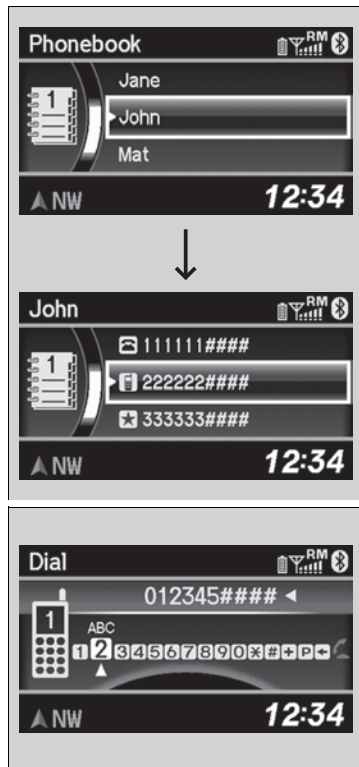 Phonebook RM
1
Jane
John
Mat
NW 12:34
John RM
1
111111####
222222####
333333####
NW 12:34
Dial RM
012345####
1
ABC
1234567890*#+P
NW 12:34